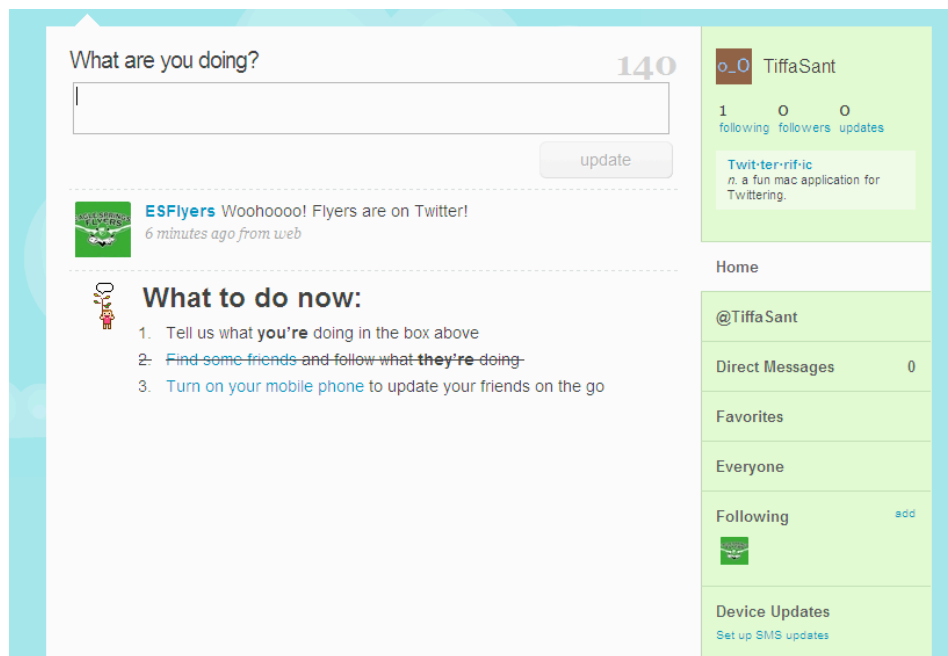 What are you doing?
140
update
ESFlyers Woohoooo! Flyers are on Twitter!
6 minutes ago from web
What to do now:
1. Tell us what you're doing in the box above
2. Find some friends and follow what they're doing
3. Turn on your mobile phone to update your friends on the go
o_O TiffaSant
1 0 0
following followers updates
Twit·ter·rif·ic
n. a fun mac application for
Twittering.
Home
@TiffaSant
Direct Messages 0
Favorites
Everyone
Following add
Device Updates
Set up SMS updates